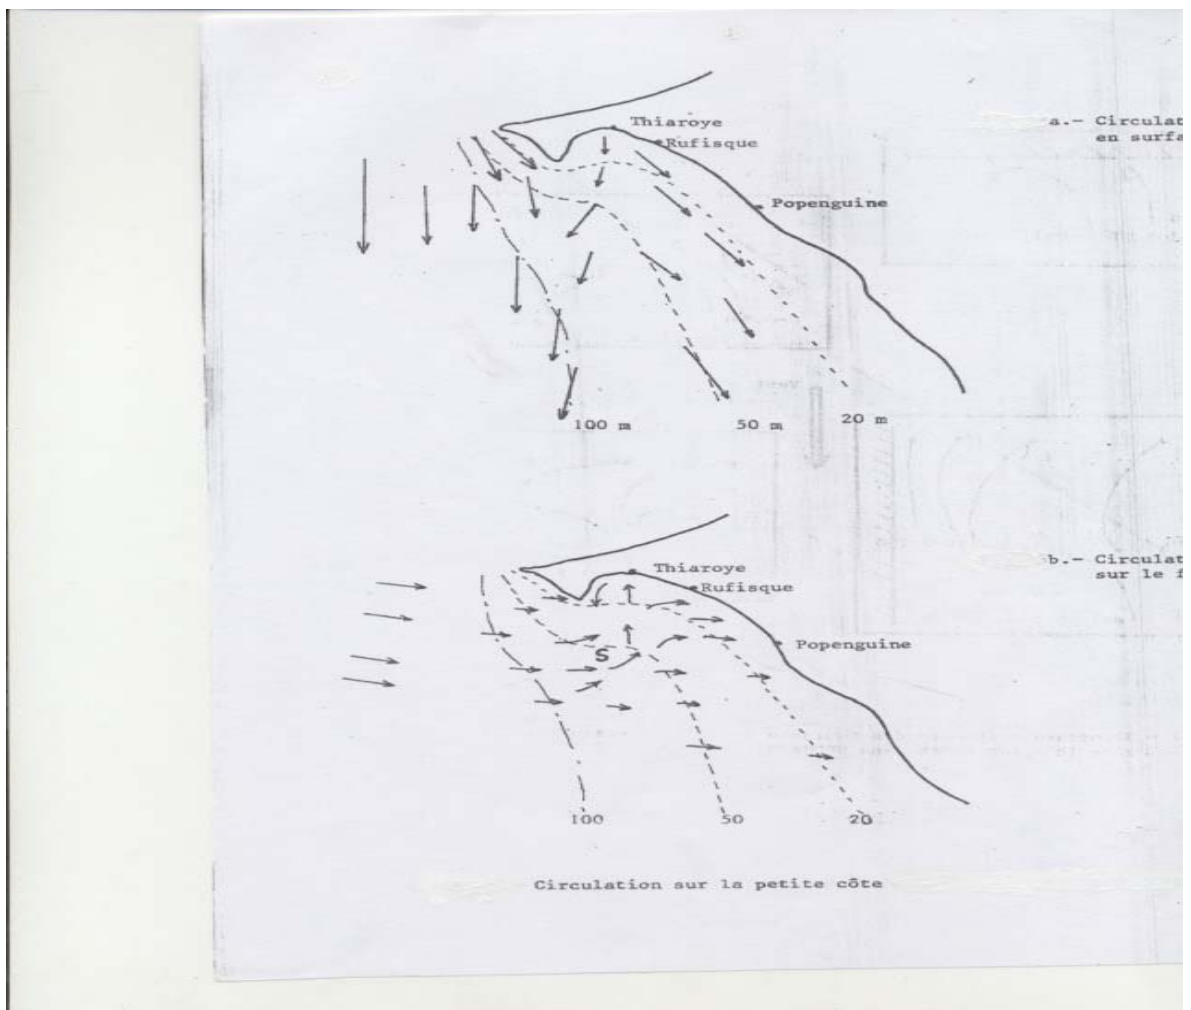 Thiaroye
a.- Circulat
en surfa
Rufisque
Popenguine
100 m
50 m
20 m
b.- Circulat
sur le f
Thiaroye
Rufisque
Popenguine
S
100
50
20
Circulation sur la petite côte